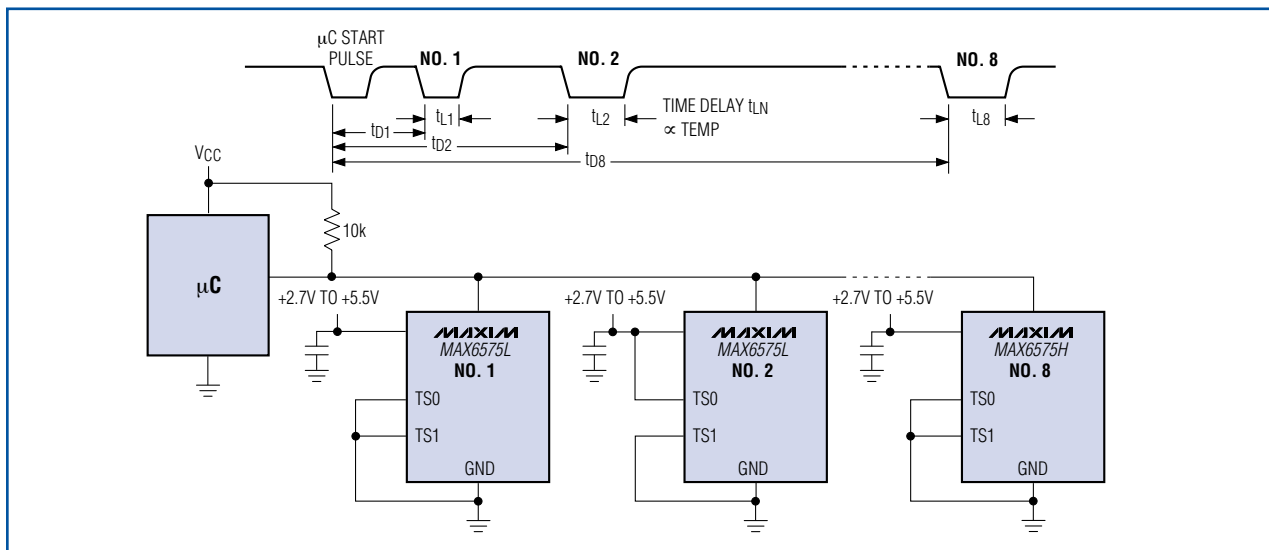 µC START
PULSE
NO. 1
NO. 2
NO. 8
tL1
tL2
TIME DELAY tLN
∝ TEMP
tL8
tD1
tD2
tD8
VCC
10k
µC
+2.7V TO +5.5V
+2.7V TO +5.5V
+2.7V TO +5.5V
MAXIM
MAX6575L
NO. 1
TS0
TS1
GND
MAXIM
MAX6575L
NO. 2
TS0
TS1
GND
MAXIM
MAX6575H
NO. 8
TS0
TS1
GND